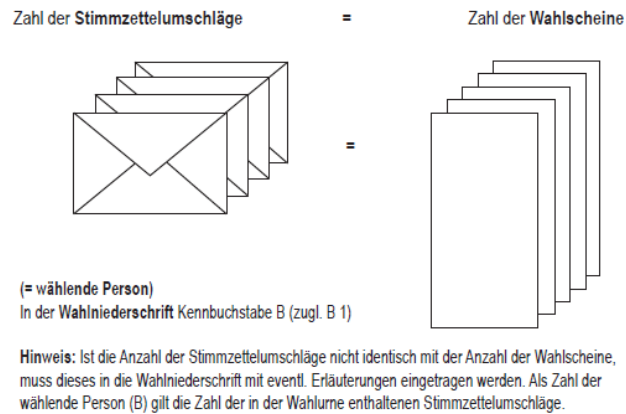 Zahl der Stimmzettelumschläge = Zahl der Wahlscheine
=
(= wählende Person)
In der Wahlniederschrift Kennbuchstabe B (zugl. B 1)
Hinweis: Ist die Anzahl der Stimmzettelumschläge nicht identisch mit der Anzahl der Wahlscheine,
muss dieses in die Wahlniederschrift mit eventl. Erläuterungen eingetragen werden. Als Zahl der
wählende Person (B) gilt die Zahl der in der Wahlurne enthaltenen Stimmzettelumschläge.